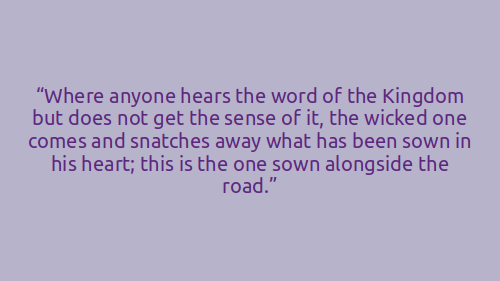 “Where anyone hears the word of the Kingdom
but does not get the sense of it, the wicked one
comes and snatches away what has been sown in
his heart; this is the one sown alongside the
road.”